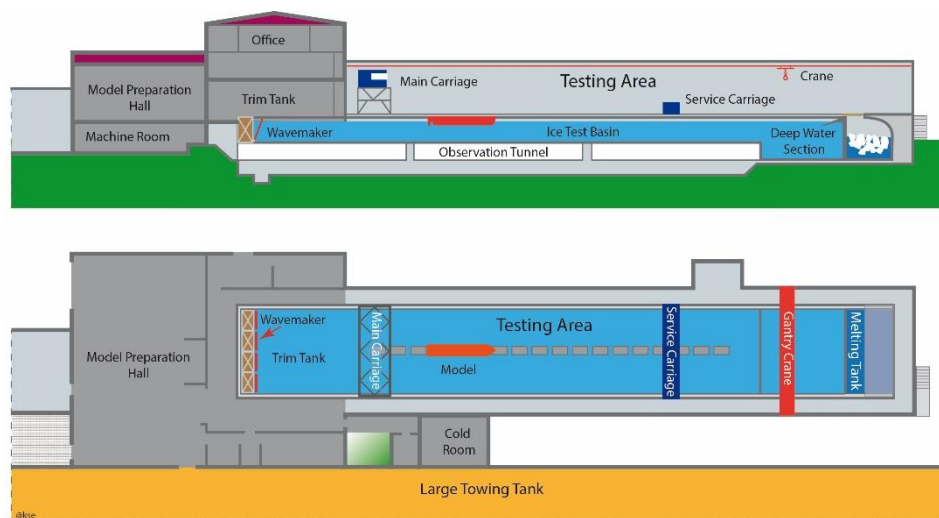 Office
Model Preparation
Hall
Trim Tank
Main Carriage
Testing Area
Crane
Service Carriage
Machine Room
Wavemaker
Ice Test Basin
Deep Water
Section
Observation Tunnel
Wavemaker
Model Preparation
Hall
Trim Tank
Main Carriage
Testing Area
Model
Service Carriage
Gantry Crane
Melting Tank
Cold
Room
Large Towing Tank
@kse